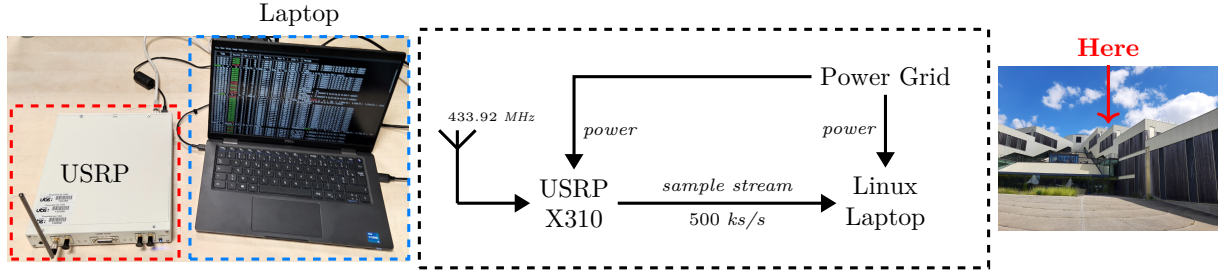 Laptop
USRP
433.92 MHz
Power Grid
power
power
USRP
X310
sample stream
500 ks/s
Linux
Laptop
Here